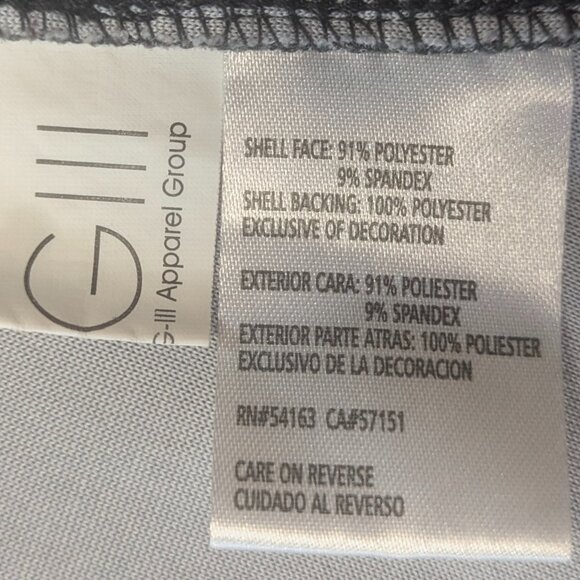 GIII
G-III Apparel Group
SHELL FACE: 91% POLYESTER
9% SPANDEX
SHELL BACKING: 100% POLYESTER
EXCLUSIVE OF DECORATION
EXTERIOR CARA: 91% POLIESTER
9% SPANDEX
EXTERIOR PARTE ATRAS: 100% POLIESTER
EXCLUSIVO DE LA DECORACION
RN#54163 CA#57151
CARE ON REVERSE
CUIDADO AL REVERSO